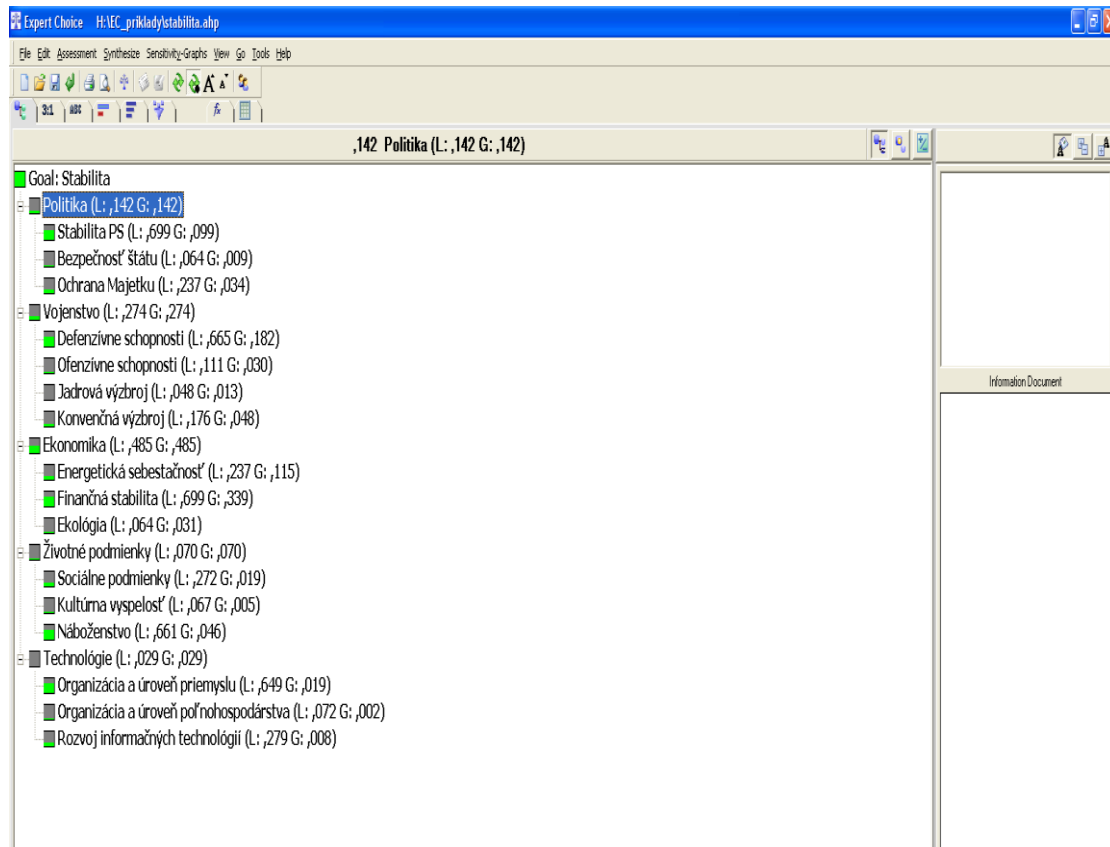 Expert Choice H:\EC_priklady\stabilita.ahp
File Edit Assessment Synthesize Sensitivity-Graphs View Go Tools Help
A A
3:1 ABC fx
,142 Politika (L: ,142 G: ,142)
A A
Goal: Stabilita
Politika (L: ,142 G: ,142)
Stabilita PS (L: ,699 G: ,099)
Bezpečnosť štátu (L: ,064 G: ,009)
Ochrana Majetku (L: ,237 G: ,034)
Vojenstvo (L: ,274 G: ,274)
Defenzívne schopnosti (L: ,665 G: ,182)
Ofenzívne schopnosti (L: ,111 G: ,030)
Jadrová výzbroj (L: ,048 G: ,013)
Konvenčná výzbroj (L: ,176 G: ,048)
Ekonomika (L: ,485 G: ,485)
Energetická sebestačnosť (L: ,237 G: ,115)
Finančná stabilita (L: ,699 G: ,339)
Ekológia (L: ,064 G: ,031)
Životné podmienky (L: ,070 G: ,070)
Sociálne podmienky (L: ,272 G: ,019)
Kultúrna vyspelosť (L: ,067 G: ,005)
Náboženstvo (L: ,661 G: ,046)
Technológie (L: ,029 G: ,029)
Organizácia a úroveň priemyslu (L: ,649 G: ,019)
Organizácia a úroveň poľnohospodárstva (L: ,072 G: ,002)
Rozvoj informačných technológií (L: ,279 G: ,008)
Information Document